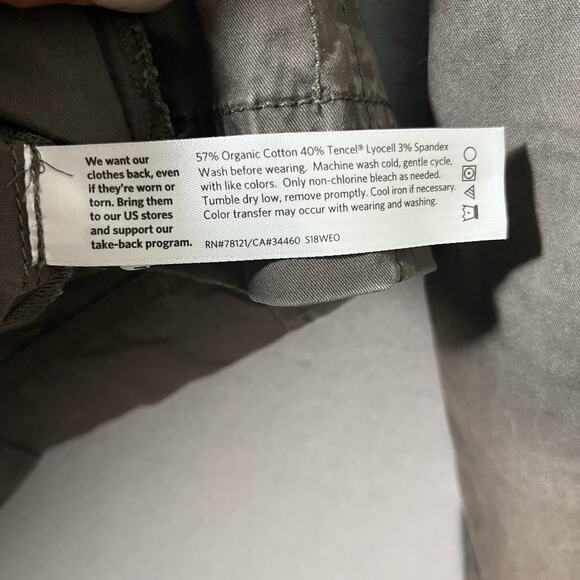 We want our
clothes back, even
if they're worn or
torn. Bring them
to our US stores
and support our
take-back program.
57% Organic Cotton 40% Tencel® Lyocell 3% Spandex
Wash before wearing. Machine wash cold, gentle cycle,
with like colors. Only non-chlorine bleach as needed.
Tumble dry low, remove promptly. Cool iron if necessary.
Color transfer may occur with wearing and washing.
RN#78121/CA#34460 S18WEO